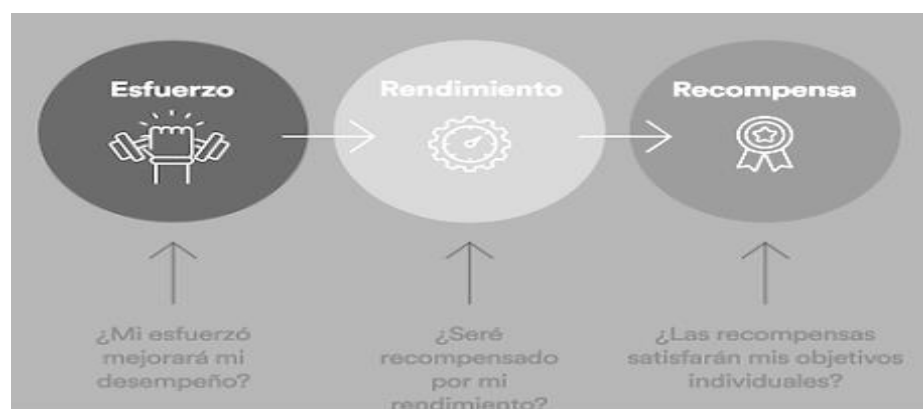 Esfuerzo
Rendimiento
Recompensa
¿Mi esfuerzó
mejorará mi
desempeño?
¿Seré
recompensado
por mi
rendimiento?
¿Las recompensas
satisfarán mis objetivos
individuales?